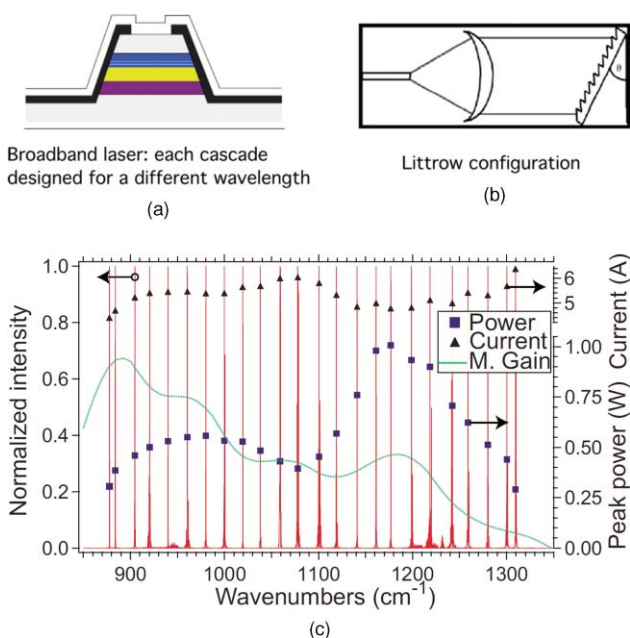 Broadband laser: each cascade
designed for a different wavelength
(a)
θ
Littrow configuration
(b)
Normalized intensity
1.0
0.8
0.6
0.4
0.2
0.0
900
1000
1100
1200
1300
Wavenumbers (cm⁻¹)
Power
Current
M. Gain
6
5
Current (A)
1.00
0.75
0.50
0.25
0.00
Peak power (W)
(c)